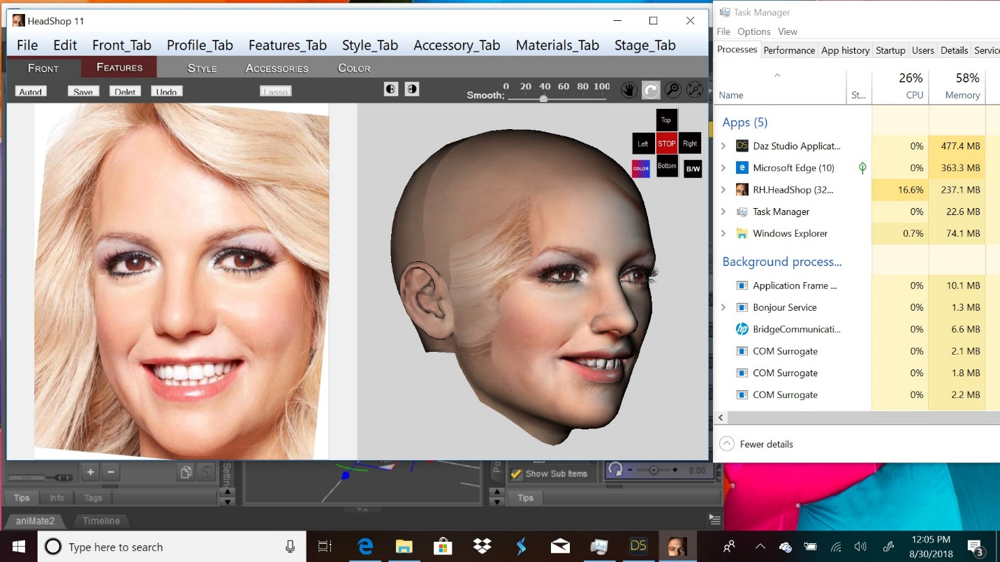 HeadShop 11
File Edit Front_Tab Profile_Tab Features_Tab Style_Tab Accessory_Tab Materials_Tab Stage_Tab
FRONT FEATURES STYLE ACCESSORIES COLOR
Autod Save Delet Undo Lasso Smooth; 0 20 40 60 80 100
Top
Left STOP Right
COLOR Bottom B/W
Task Manager
File Options View
Processes Performance App history Startup Users Details Service
26% 58%
Name St... CPU Memory
Apps (5)
Daz Studio Applicat... 0% 477.4 MB
Microsoft Edge (10) 0% 363.3 MB
RH.HeadShop (32... 16.6% 237.1 MB
Task Manager 0% 22.6 MB
Windows Explorer 0.7% 74.1 MB
Background process...
Application Frame ... 0% 10.1 MB
Bonjour Service 0% 1.3 MB
BridgeCommunicati... 0% 6.6 MB
COM Surrogate 0% 2.1 MB
COM Surrogate 0% 1.8 MB
COM Surrogate 0% 2.2 MB
Fewer details
Show Sub Items 0.00
Tips Info Tags Tips
aniMate2 Timeline
Type here to search
DS
12:05 PM
8/30/2018
3